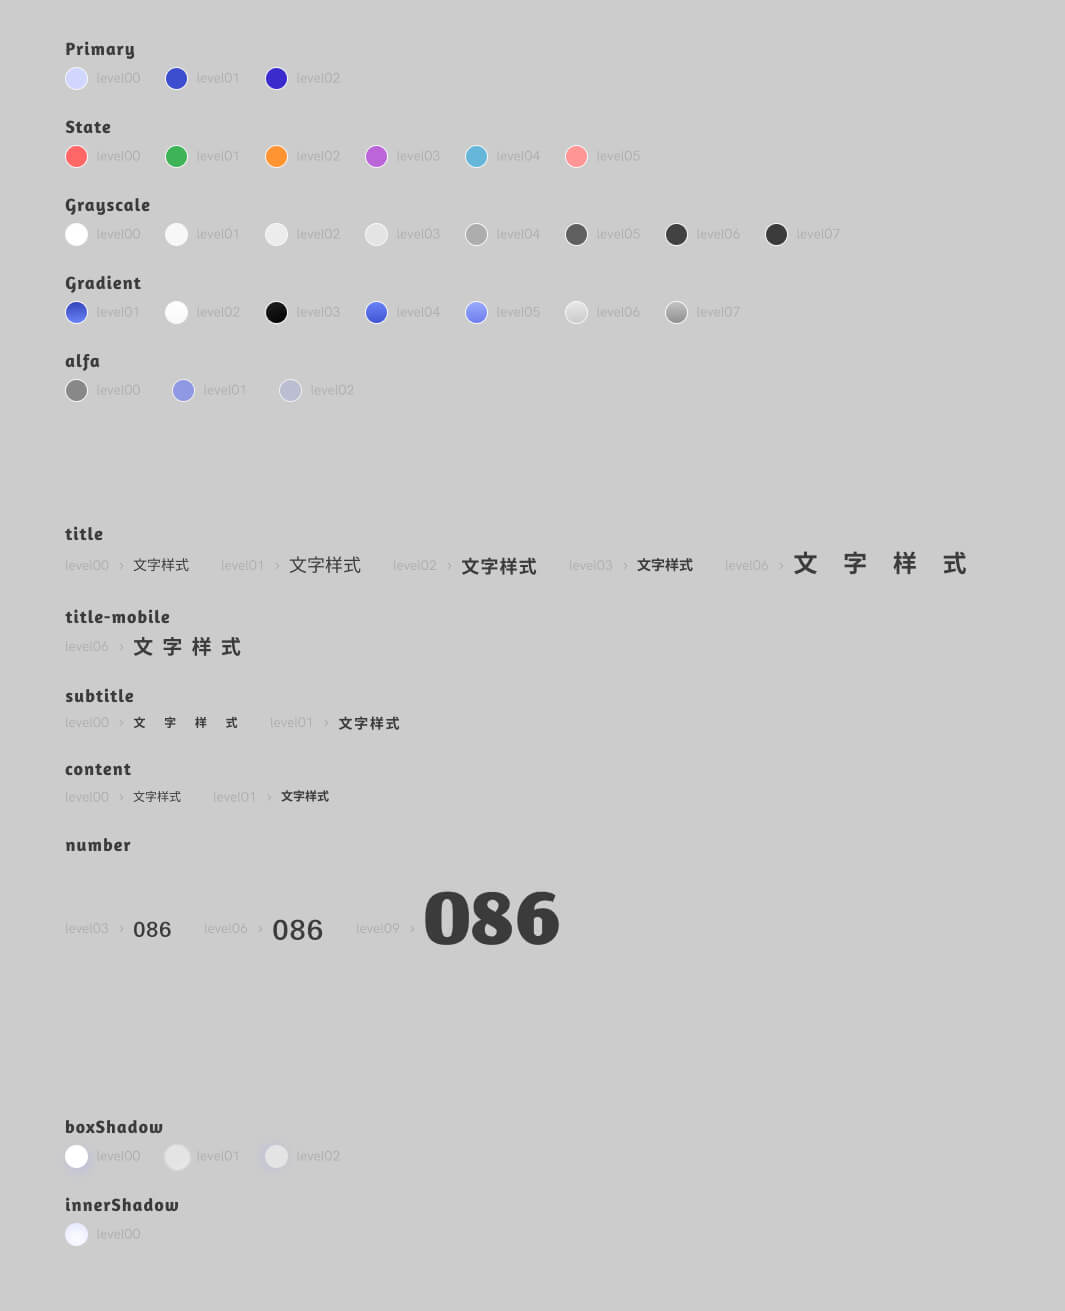 Primary
level00 level01 level02
State
level00 level01 level02 level03 level04 level05
Grayscale
level00 level01 level02 level03 level04 level05 level06 level07
Gradient
level01 level02 level03 level04 level05 level06 level07
alfa
level00 level01 level02
title
level00 › 文字样式 level01 › 文字样式 level02 › 文字样式 level03 › 文字样式 level06 › 文 字 样 式
title-mobile
level06 › 文 字 样 式
subtitle
level00 › 文 字 样 式 level01 › 文字样式
content
level00 › 文字样式 level01 › 文字样式
number
level03 › 086 level06 › 086 level09 › 086
boxShadow
level00 level01 level02
innerShadow
level00